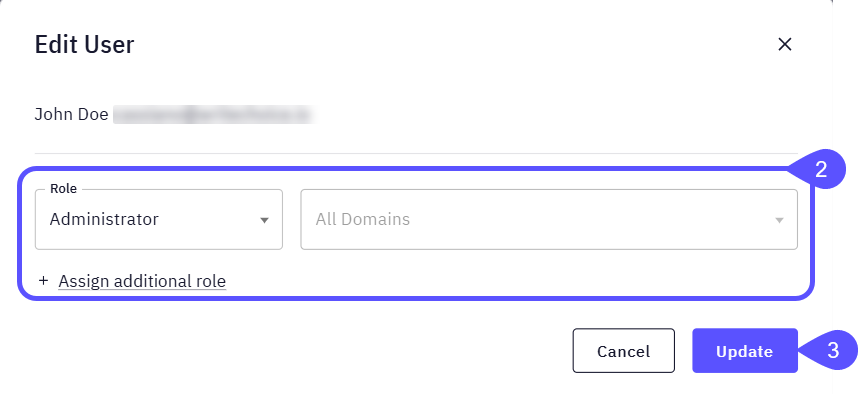 Edit User
John Doe
2
Role
Administrator
All Domains
+ Assign additional role
Cancel
Update
3